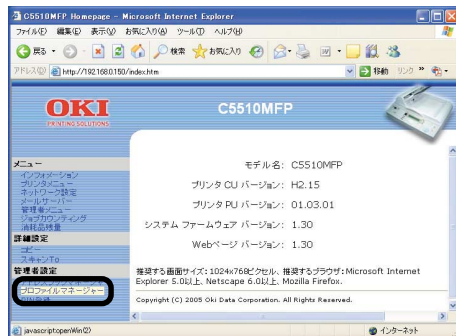 C5510MFP Homepage - Microsoft Internet Explorer
ファイル(F) 編集(E) 表示(V) お気に入り(A) ツール(T) ヘルプ(H)
戻る 検索 お気に入り
アドレス(D) http://192.168.0.150/index.htm 移動 リンク »
OKI
PRINTING SOLUTIONS
C5510MFP
メニュー
インフォメーション
プリンタメニュー
ネットワーク設定
メールサーバー
管理者メニュー
ジョブカウンティング
消耗品残量
詳細設定
コピー
スキャンTo
管理者設定
プロファイルマネージャー
モデル名: C5510MFP
プリンタ CU バージョン: H2.15
プリンタ PU バージョン: 01.03.01
システム ファームウェア バージョン: 1.30
Webページ バージョン: 1.30
推奨する画面サイズ: 1024x768ピクセル、推奨するブラウザ: Microsoft Internet
Explorer 5.0以上、Netscape 6.0以上、Mozilla Firefox.
Copyright (C) 2005 Oki Data Corporation. All Rights Reserved.
javascript:openWin(2) インターネット